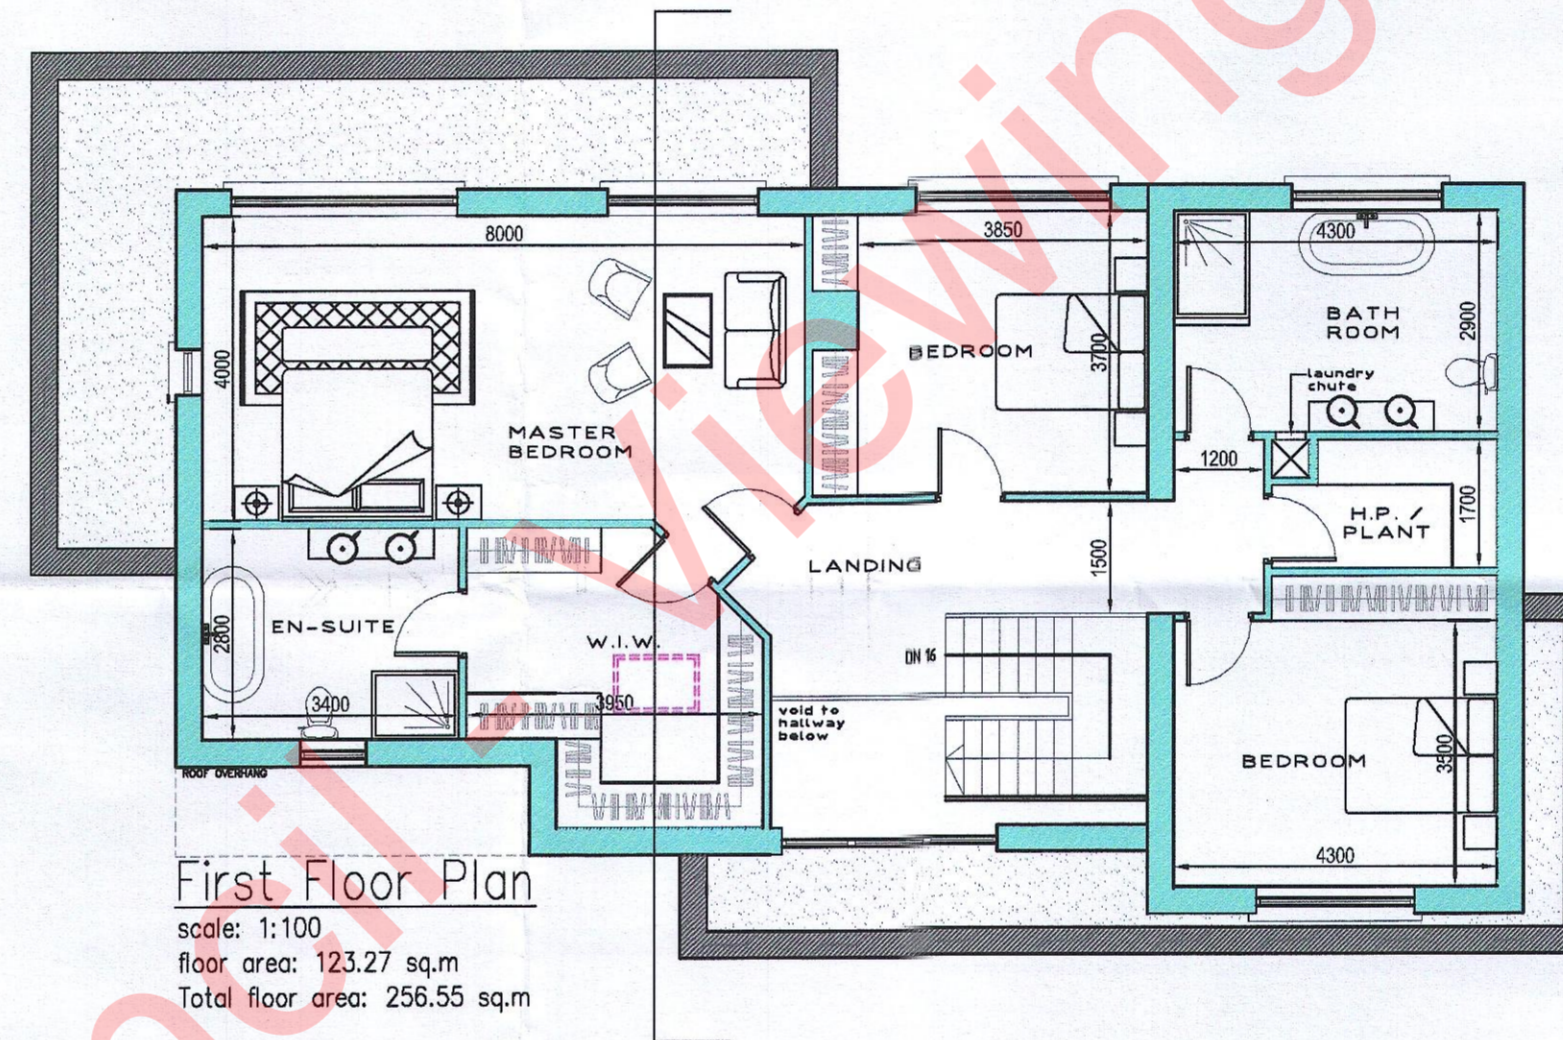 8000
3850
4300
4000
MASTER
BEDROOM
BEDROOM
3700
BATH
ROOM
2900
laundry
chute
1200
H.P. /
PLANT
1700
LANDING
1500
EN-SUITE
2800
3400
W.I.W.
3950
DN 16
void to
hallway
below
BEDROOM
3500
4300
ROOF OVERHANG
First Floor Plan
scale: 1:100
floor area: 123.27 sq.m
Total floor area: 256.55 sq.m
ncil - Viewing